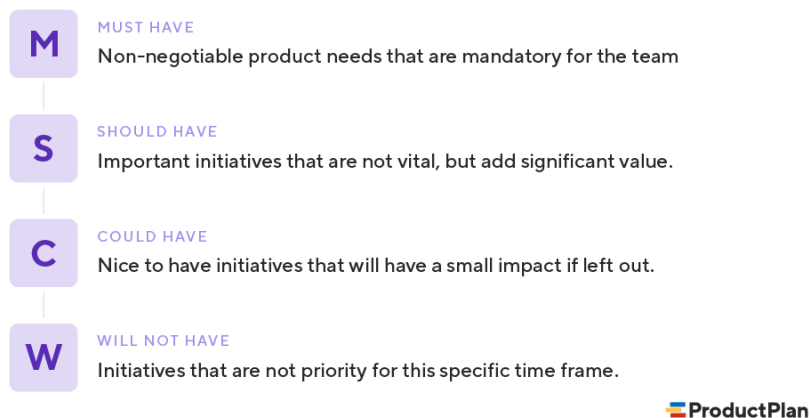 M
MUST HAVE
Non-negotiable product needs that are mandatory for the team
S
SHOULD HAVE
Important initiatives that are not vital, but add significant value.
C
COULD HAVE
Nice to have initiatives that will have a small impact if left out.
W
WILL NOT HAVE
Initiatives that are not priority for this specific time frame.
ProductPlan